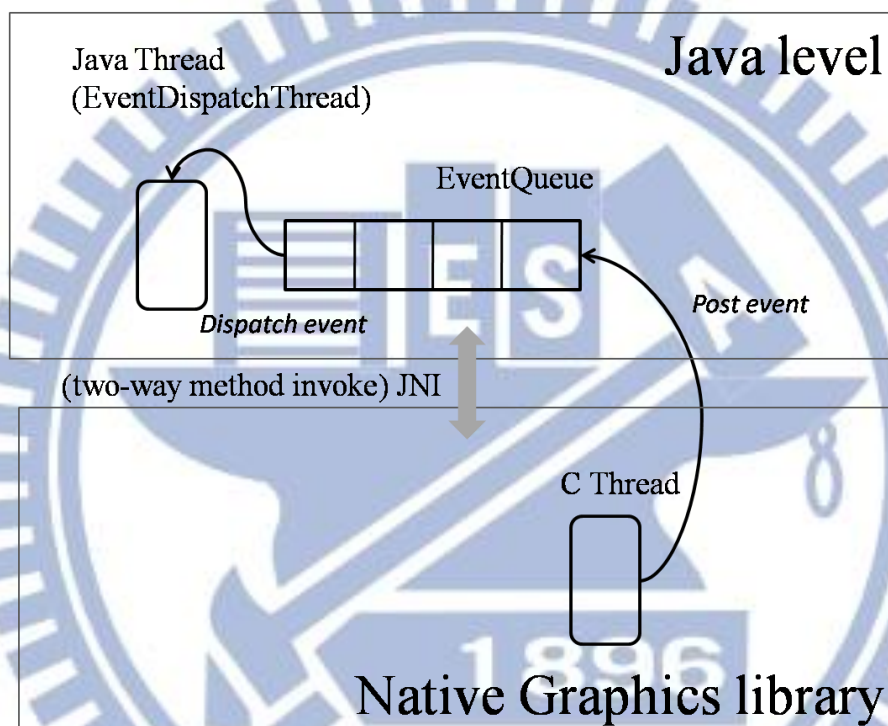 Java level
Java Thread
(EventDispatchThread)
EventQueue
Dispatch event
Post event
(two-way method invoke) JNI
C Thread
Native Graphics library
E S A
1896